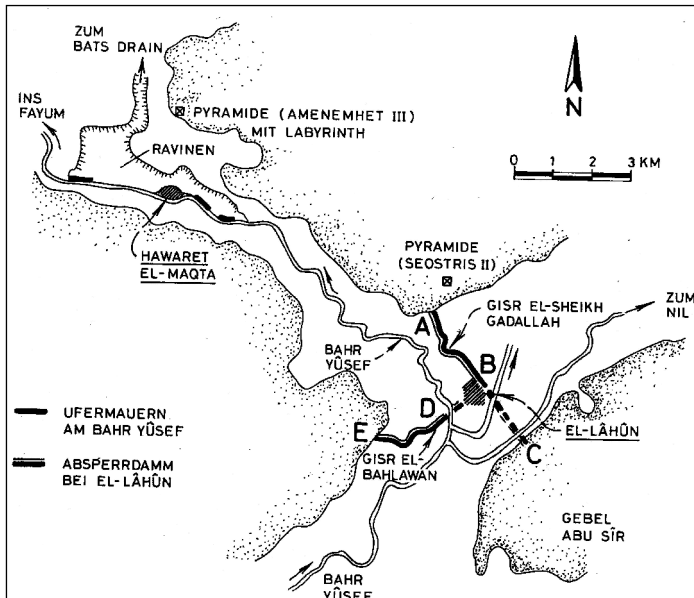 ZUM
BATS DRAIN
INS
FAYUM
PYRAMIDE (AMENEMHET III)
MIT LABYRINTH
RAVINEN
N
0 1 2 3 KM
HAWARET
EL-MAQTA
PYRAMIDE
(SEOSTRIS II)
ZUM
NIL
A
GISR EL-SHEIKH
GADALLAH
BAHR
YÛSEF
B
D
E
EL-LÂHÛN
C
GISR EL-
BAHLAWAN
UFERMAUERN
AM BAHR YÛSEF
ABSPERRDAMM
BEI EL-LÂHÛN
GEBEL
ABU SÎR
BAHR
YÛSEF